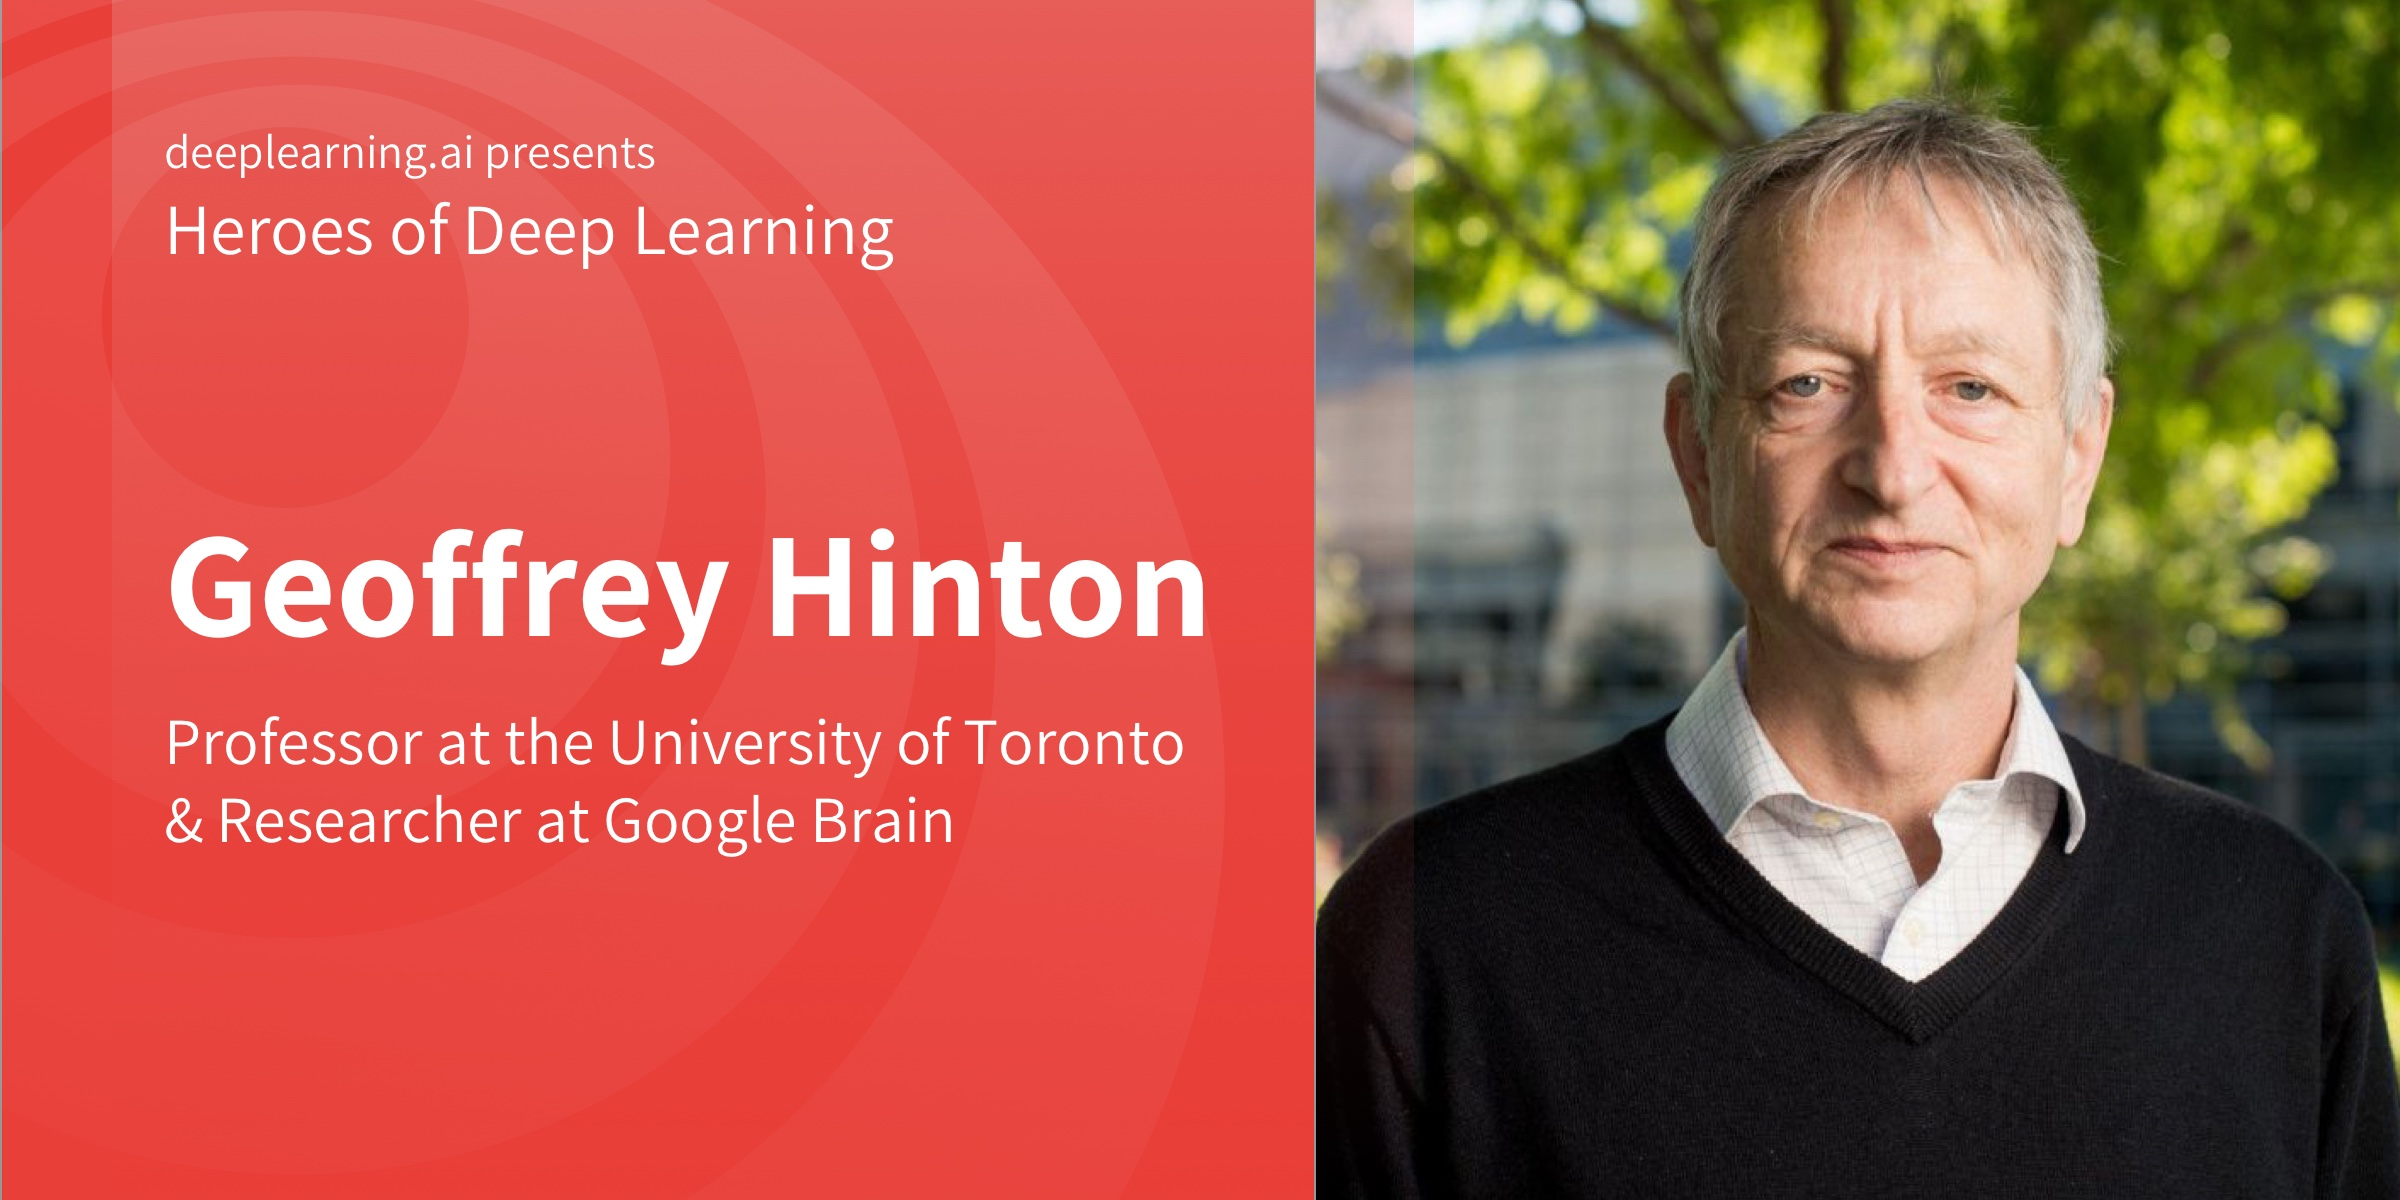 deeplearning.ai presents
Heroes of Deep Learning
Geoffrey Hinton
Professor at the University of Toronto
& Researcher at Google Brain